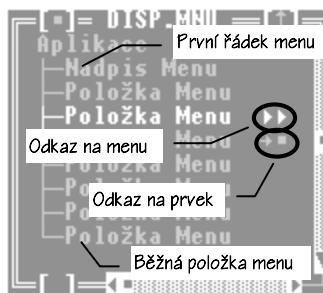 DISP.MNU
Aplikace
První řádek menu
Nadpis Menu
Položka Menu
Položka Menu
Odkaz na menu
Menu
Položka Menu
Odkaz na prvek
Položka Menu
Běžná položka menu